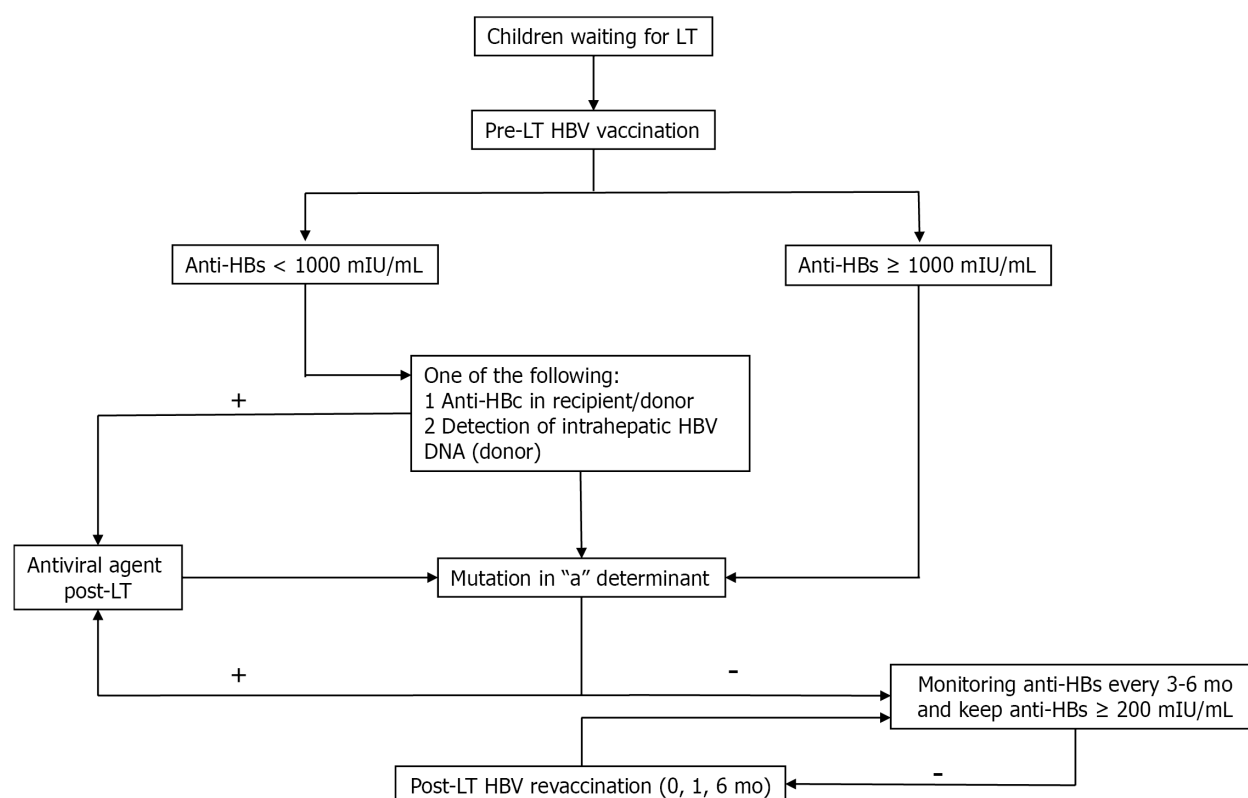 Children waiting for LT
Pre-LT HBV vaccination
Anti-HBs < 1000 mIU/mL
Anti-HBs ≥ 1000 mIU/mL
One of the following:
1 Anti-HBc in recipient/donor
2 Detection of intrahepatic HBV
DNA (donor)
+
Antiviral agent
post-LT
Mutation in “a” determinant
+
-
Monitoring anti-HBs every 3-6 mo
and keep anti-HBs ≥ 200 mIU/mL
-
Post-LT HBV revaccination (0, 1, 6 mo)